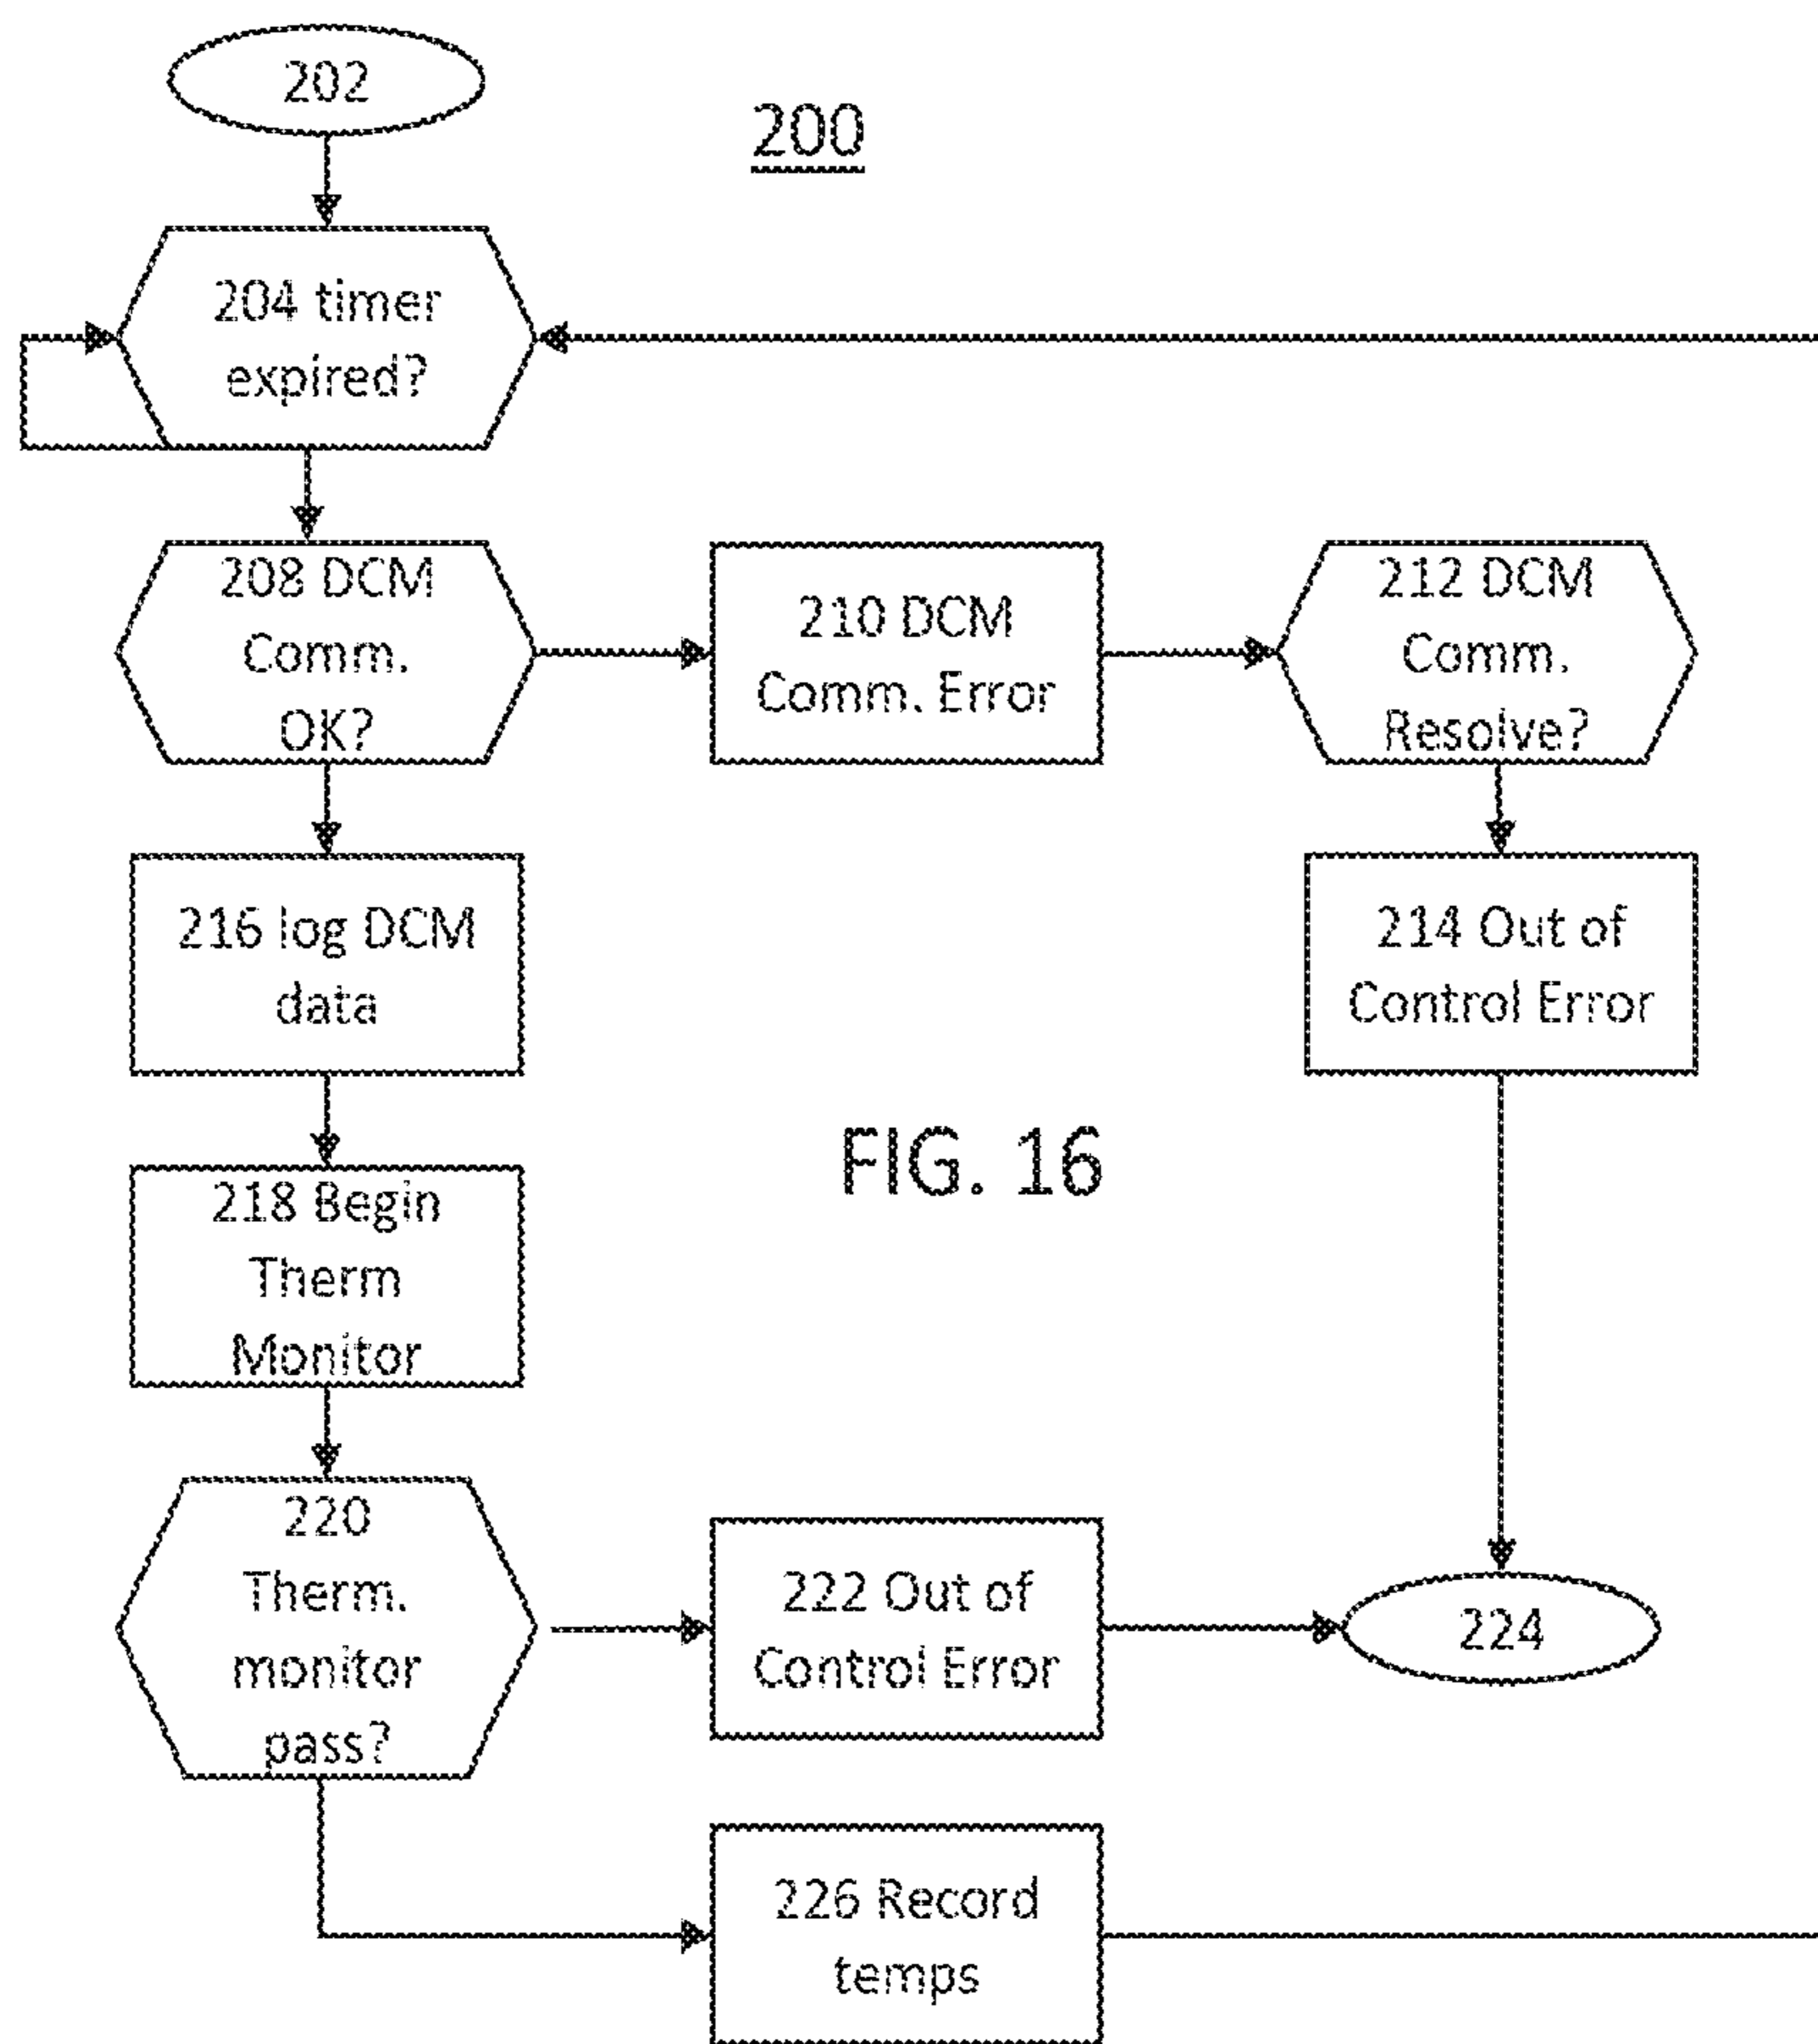 202
200
204 timer
expired?
208 DCM
Comm.
OK?
210 DCM
Comm. Error
212 DCM
Comm.
Resolve?
216 log DCM
data
214 Out of
Control Error
218 Begin
Therm
Monitor
FIG. 16
220
Therm.
monitor
pass?
222 Out of
Control Error
224
226 Record
temps